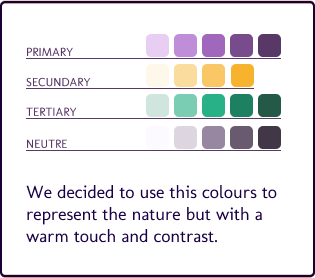 PRIMARY
SECUNDARY
TERTIARY
NEUTRE
We decided to use this colours to
represent the nature but with a
warm touch and contrast.